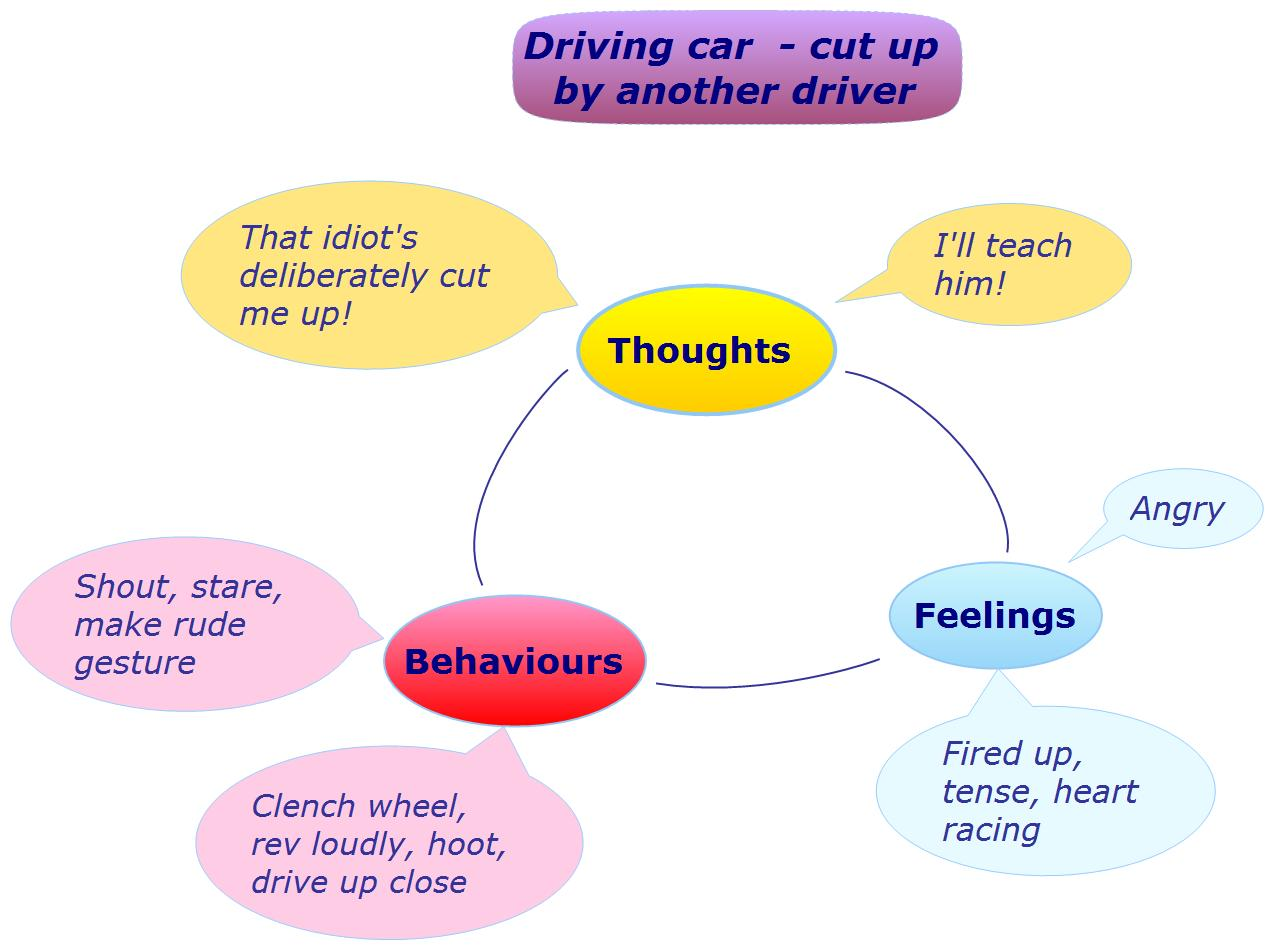 Driving car  - cut up
by another driver
That idiot's
deliberately cut
me up!
I'll teach
him!
Thoughts
Angry
Feelings
Shout, stare,
make rude
gesture
Behaviours
Fired up,
tense, heart
racing
Clench wheel,
rev loudly, hoot,
drive up close